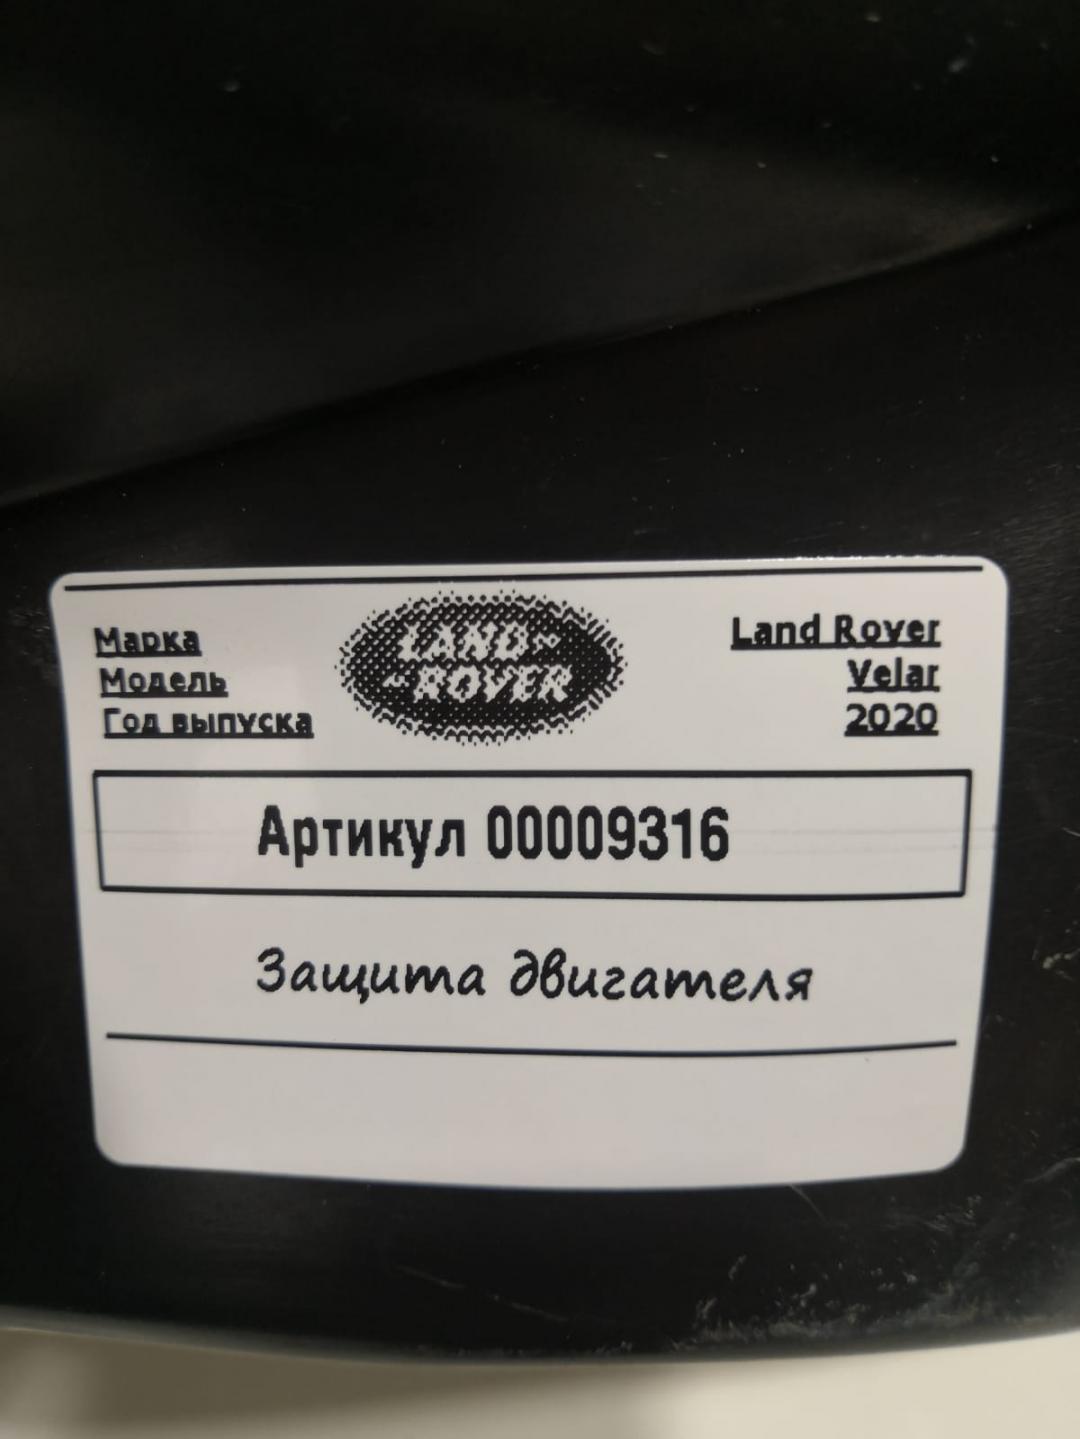 Марка
Модель
Год выпуска
LAND-
-ROVER
Land Rover
Velar
2020
Артикул 00009316
Защита двигателя